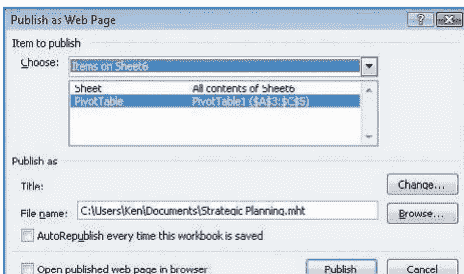 Publish as Web Page
Item to publish
Choose: Items on Sheet6
Sheet All contents of Sheet6
PivotTable PivotTable1 ($A$3:$C$5)
Publish as
Title: Change...
File name: C:\Users\Ken\Documents\Strategic Planning.mht Browse...
AutoRepublish every time this workbook is saved
Open published web page in browser Publish Cancel